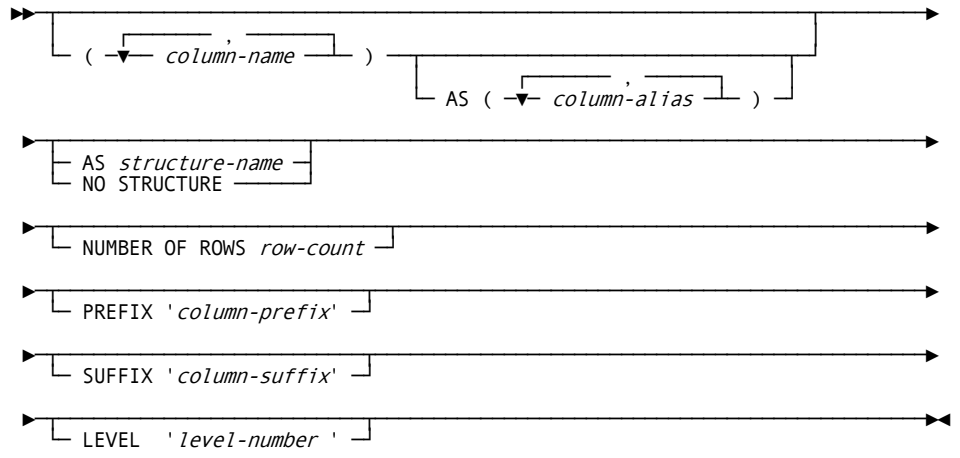 ,
( column-name )
,
AS ( column-alias )
AS structure-name
NO STRUCTURE
NUMBER OF ROWS row-count
PREFIX 'column-prefix'
SUFFIX 'column-suffix'
LEVEL 'level-number '